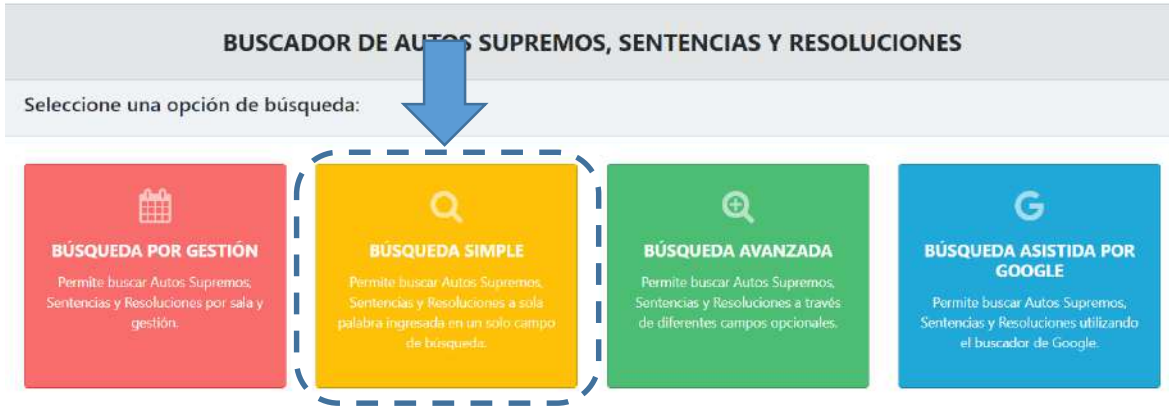 BUSCADOR DE AUTOS SUPREMOS, SENTENCIAS Y RESOLUCIONES
Seleccione una opción de búsqueda:
BÚSQUEDA POR GESTIÓN
Permite buscar Autos Supremos,
Sentencias y Resoluciones por sala y
gestión.
BÚSQUEDA SIMPLE
Permite buscar Autos Supremos,
Sentencias y Resoluciones a sola
palabra ingresada en un solo campo
de búsqueda.
BÚSQUEDA AVANZADA
Permite buscar Autos Supremos,
Sentencias y Resoluciones a través
de diferentes campos opcionales.
G
BÚSQUEDA ASISTIDA POR
GOOGLE
Permite buscar Autos Supremos,
Sentencias y Resoluciones utilizando
el buscador de Google.